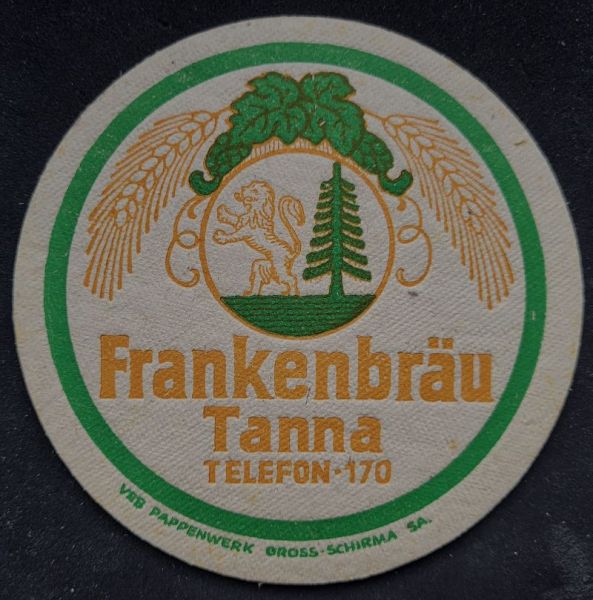 Frankenbräu
Tanna
TELEFON·170
VEB PAPPENWERK GROSS-SCHIRMA SA.